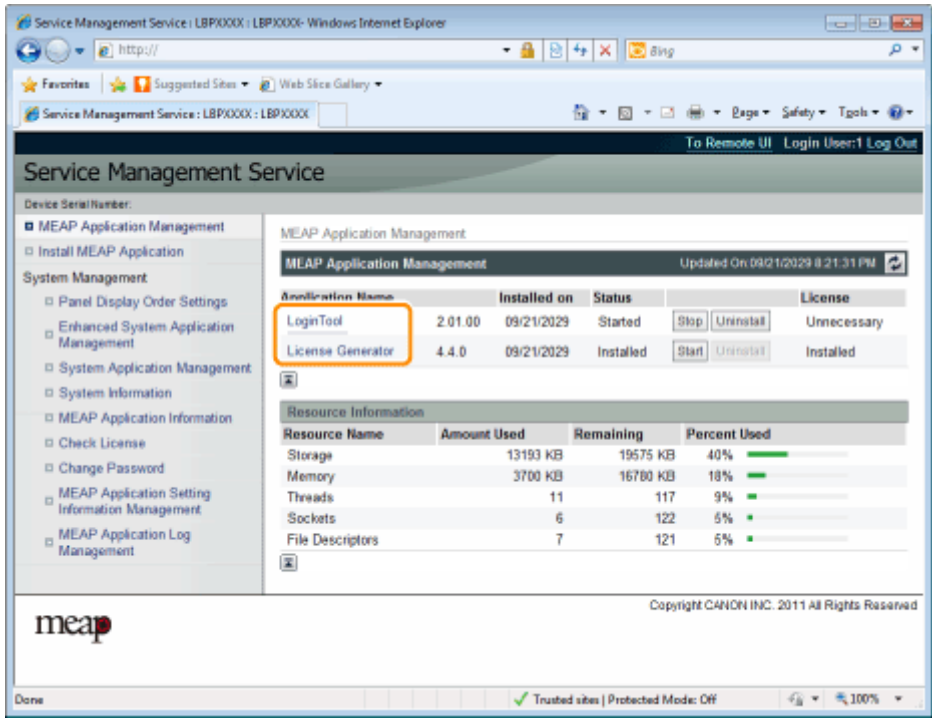 Service Management Service : LBPXXXX : LBPXXXX- Windows Internet Explorer
http://
Bing
Favorites Suggested Sites Web Slice Gallery
Service Management Service : LBPXXXX : LBPXXXX
Page Safety Tools
To Remote UI Login User:1 Log Out
Service Management Service
Device Serial Number:
MEAP Application Management
Install MEAP Application
System Management
Panel Display Order Settings
Enhanced System Application
Management
System Application Management
System Information
MEAP Application Information
Check License
Change Password
MEAP Application Setting
Information Management
MEAP Application Log
Management
MEAP Application Management
MEAP Application Management Updated On:09/21/2029 8:21:31 PM
Application Name Installed on Status License
LoginTool 2.01.00 09/21/2029 Started Stop Uninstall Unnecessary
License Generator 4.4.0 09/21/2029 Installed Start Uninstall Installed
Resource Information
Resource Name Amount Used Remaining Percent Used
Storage 13193 KB 19575 KB 40%
Memory 3700 KB 16780 KB 18%
Threads 11 117 9%
Sockets 6 122 5%
File Descriptors 7 121 6%
Copyright CANON INC. 2011 All Rights Reserved
meap
Done Trusted sites | Protected Mode: Off 100%